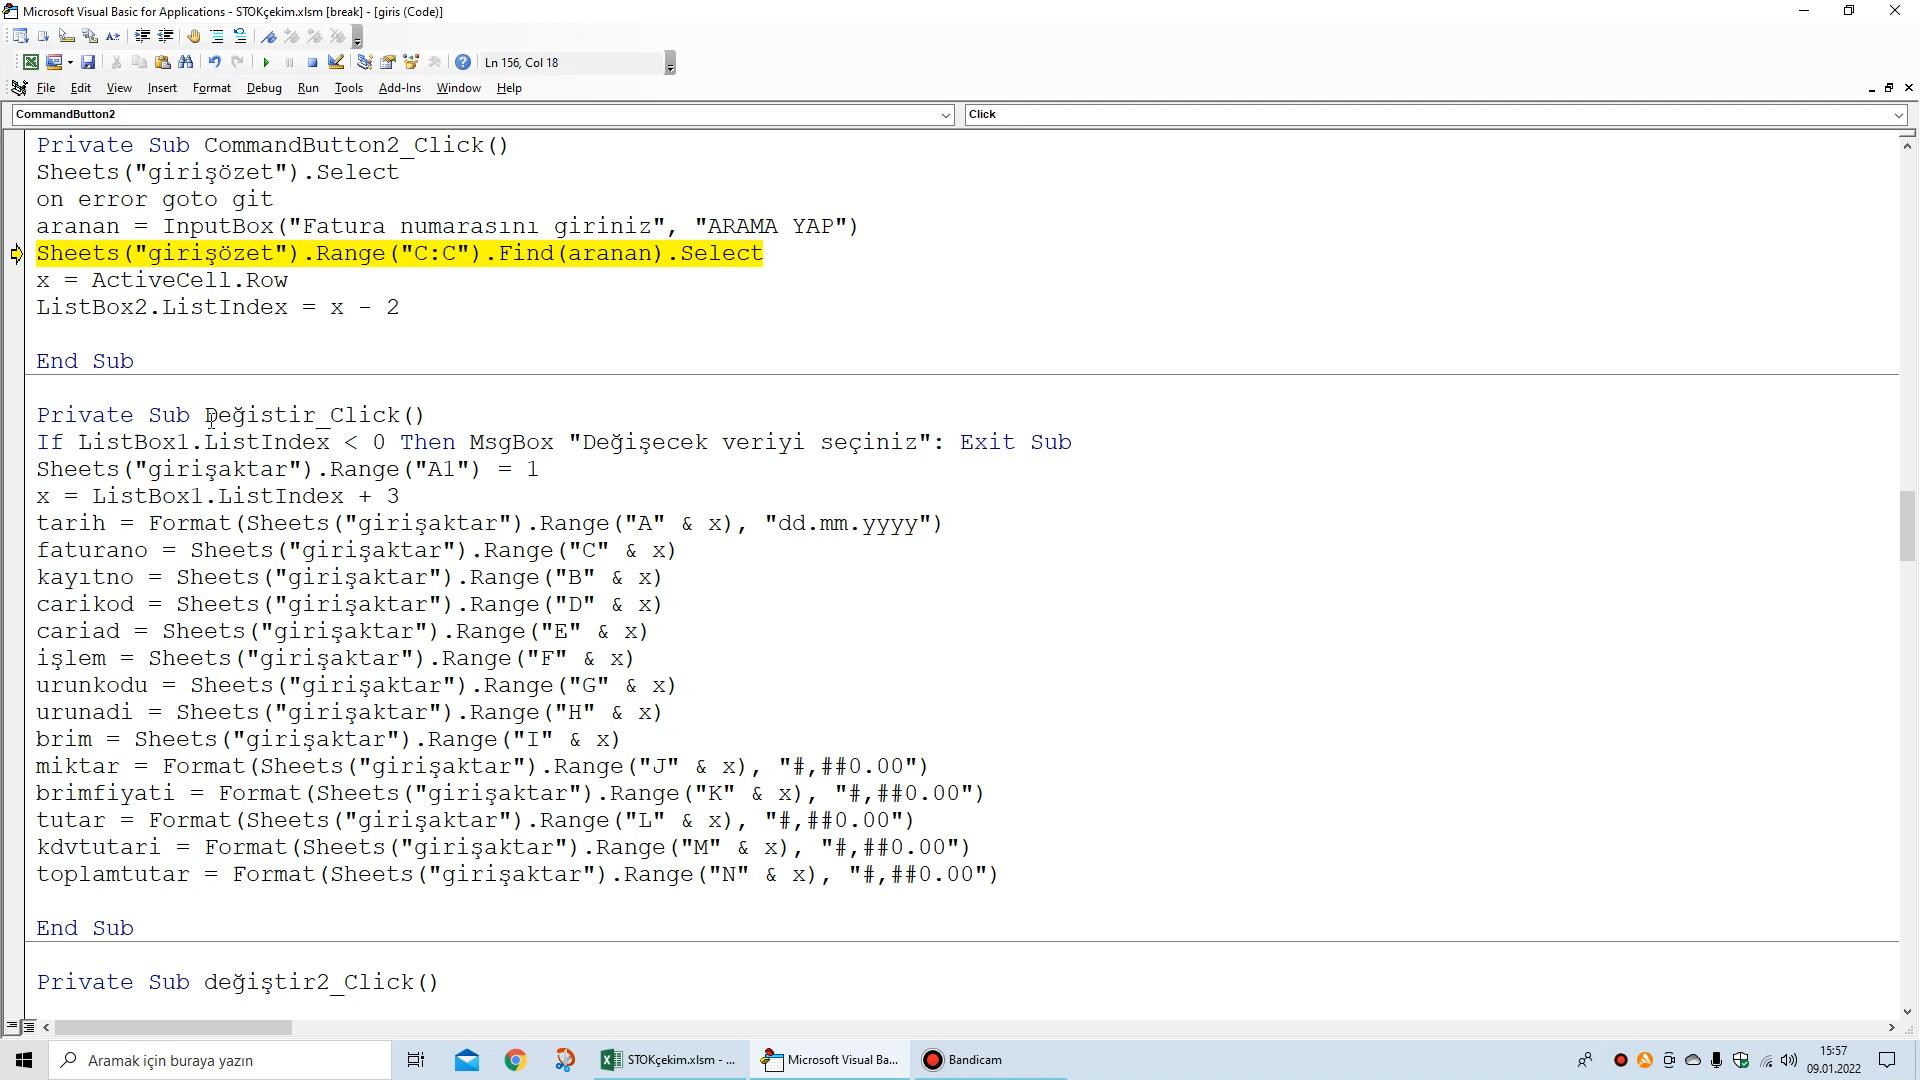 Microsoft Visual Basic for Applications - STOKçekim.xlsm [break] - [giris (Code)]
Ln 156, Col 18
File Edit View Insert Format Debug Run Tools Add-Ins Window Help
CommandButton2 Click
Private Sub CommandButton2_Click()
Sheets("girişözet").Select
on error goto git
aranan = InputBox("Fatura numarasını giriniz", "ARAMA YAP")
Sheets("girişözet").Range("C:C").Find(aranan).Select
x = ActiveCell.Row
ListBox2.ListIndex = x - 2
End Sub
Private Sub Değistir_Click()
If ListBox1.ListIndex < 0 Then MsgBox "Değişecek veriyi seçiniz": Exit Sub
Sheets("girişaktar").Range("A1") = 1
x = ListBox1.ListIndex + 3
tarih = Format(Sheets("girişaktar").Range("A" & x), "dd.mm.yyyy")
faturano = Sheets("girişaktar").Range("C" & x)
kayıtno = Sheets("girişaktar").Range("B" & x)
carikod = Sheets("girişaktar").Range("D" & x)
cariad = Sheets("girişaktar").Range("E" & x)
işlem = Sheets("girişaktar").Range("F" & x)
urunkodu = Sheets("girişaktar").Range("G" & x)
urunadi = Sheets("girişaktar").Range("H" & x)
brim = Sheets("girişaktar").Range("I" & x)
miktar = Format(Sheets("girişaktar").Range("J" & x), "#,##0.00")
brimfiyati = Format(Sheets("girişaktar").Range("K" & x), "#,##0.00")
tutar = Format(Sheets("girişaktar").Range("L" & x), "#,##0.00")
kdvtutari = Format(Sheets("girişaktar").Range("M" & x), "#,##0.00")
toplamtutar = Format(Sheets("girişaktar").Range("N" & x), "#,##0.00")
End Sub
Private Sub değiştir2_Click()
Aramak için buraya yazın
STOKçekim.xlsm - ...
Microsoft Visual Ba...
Bandicam
15:57
09.01.2022